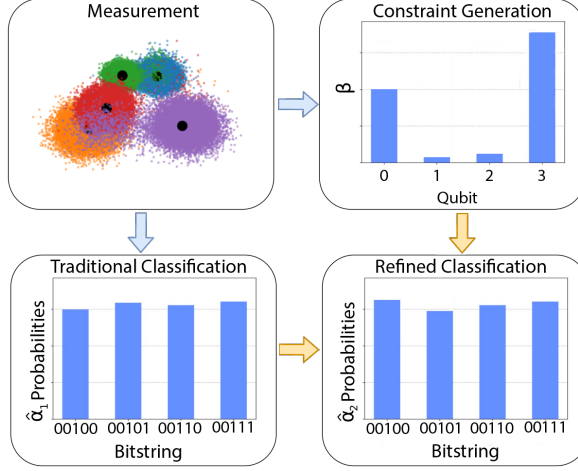 Measurement
Constraint Generation
β
0 1 2 3
Qubit
Traditional Classification
α̂₁ Probabilities
00100 00101 00110 00111
Bitstring
Refined Classification
α̂₂ Probabilities
00100 00101 00110 00111
Bitstring